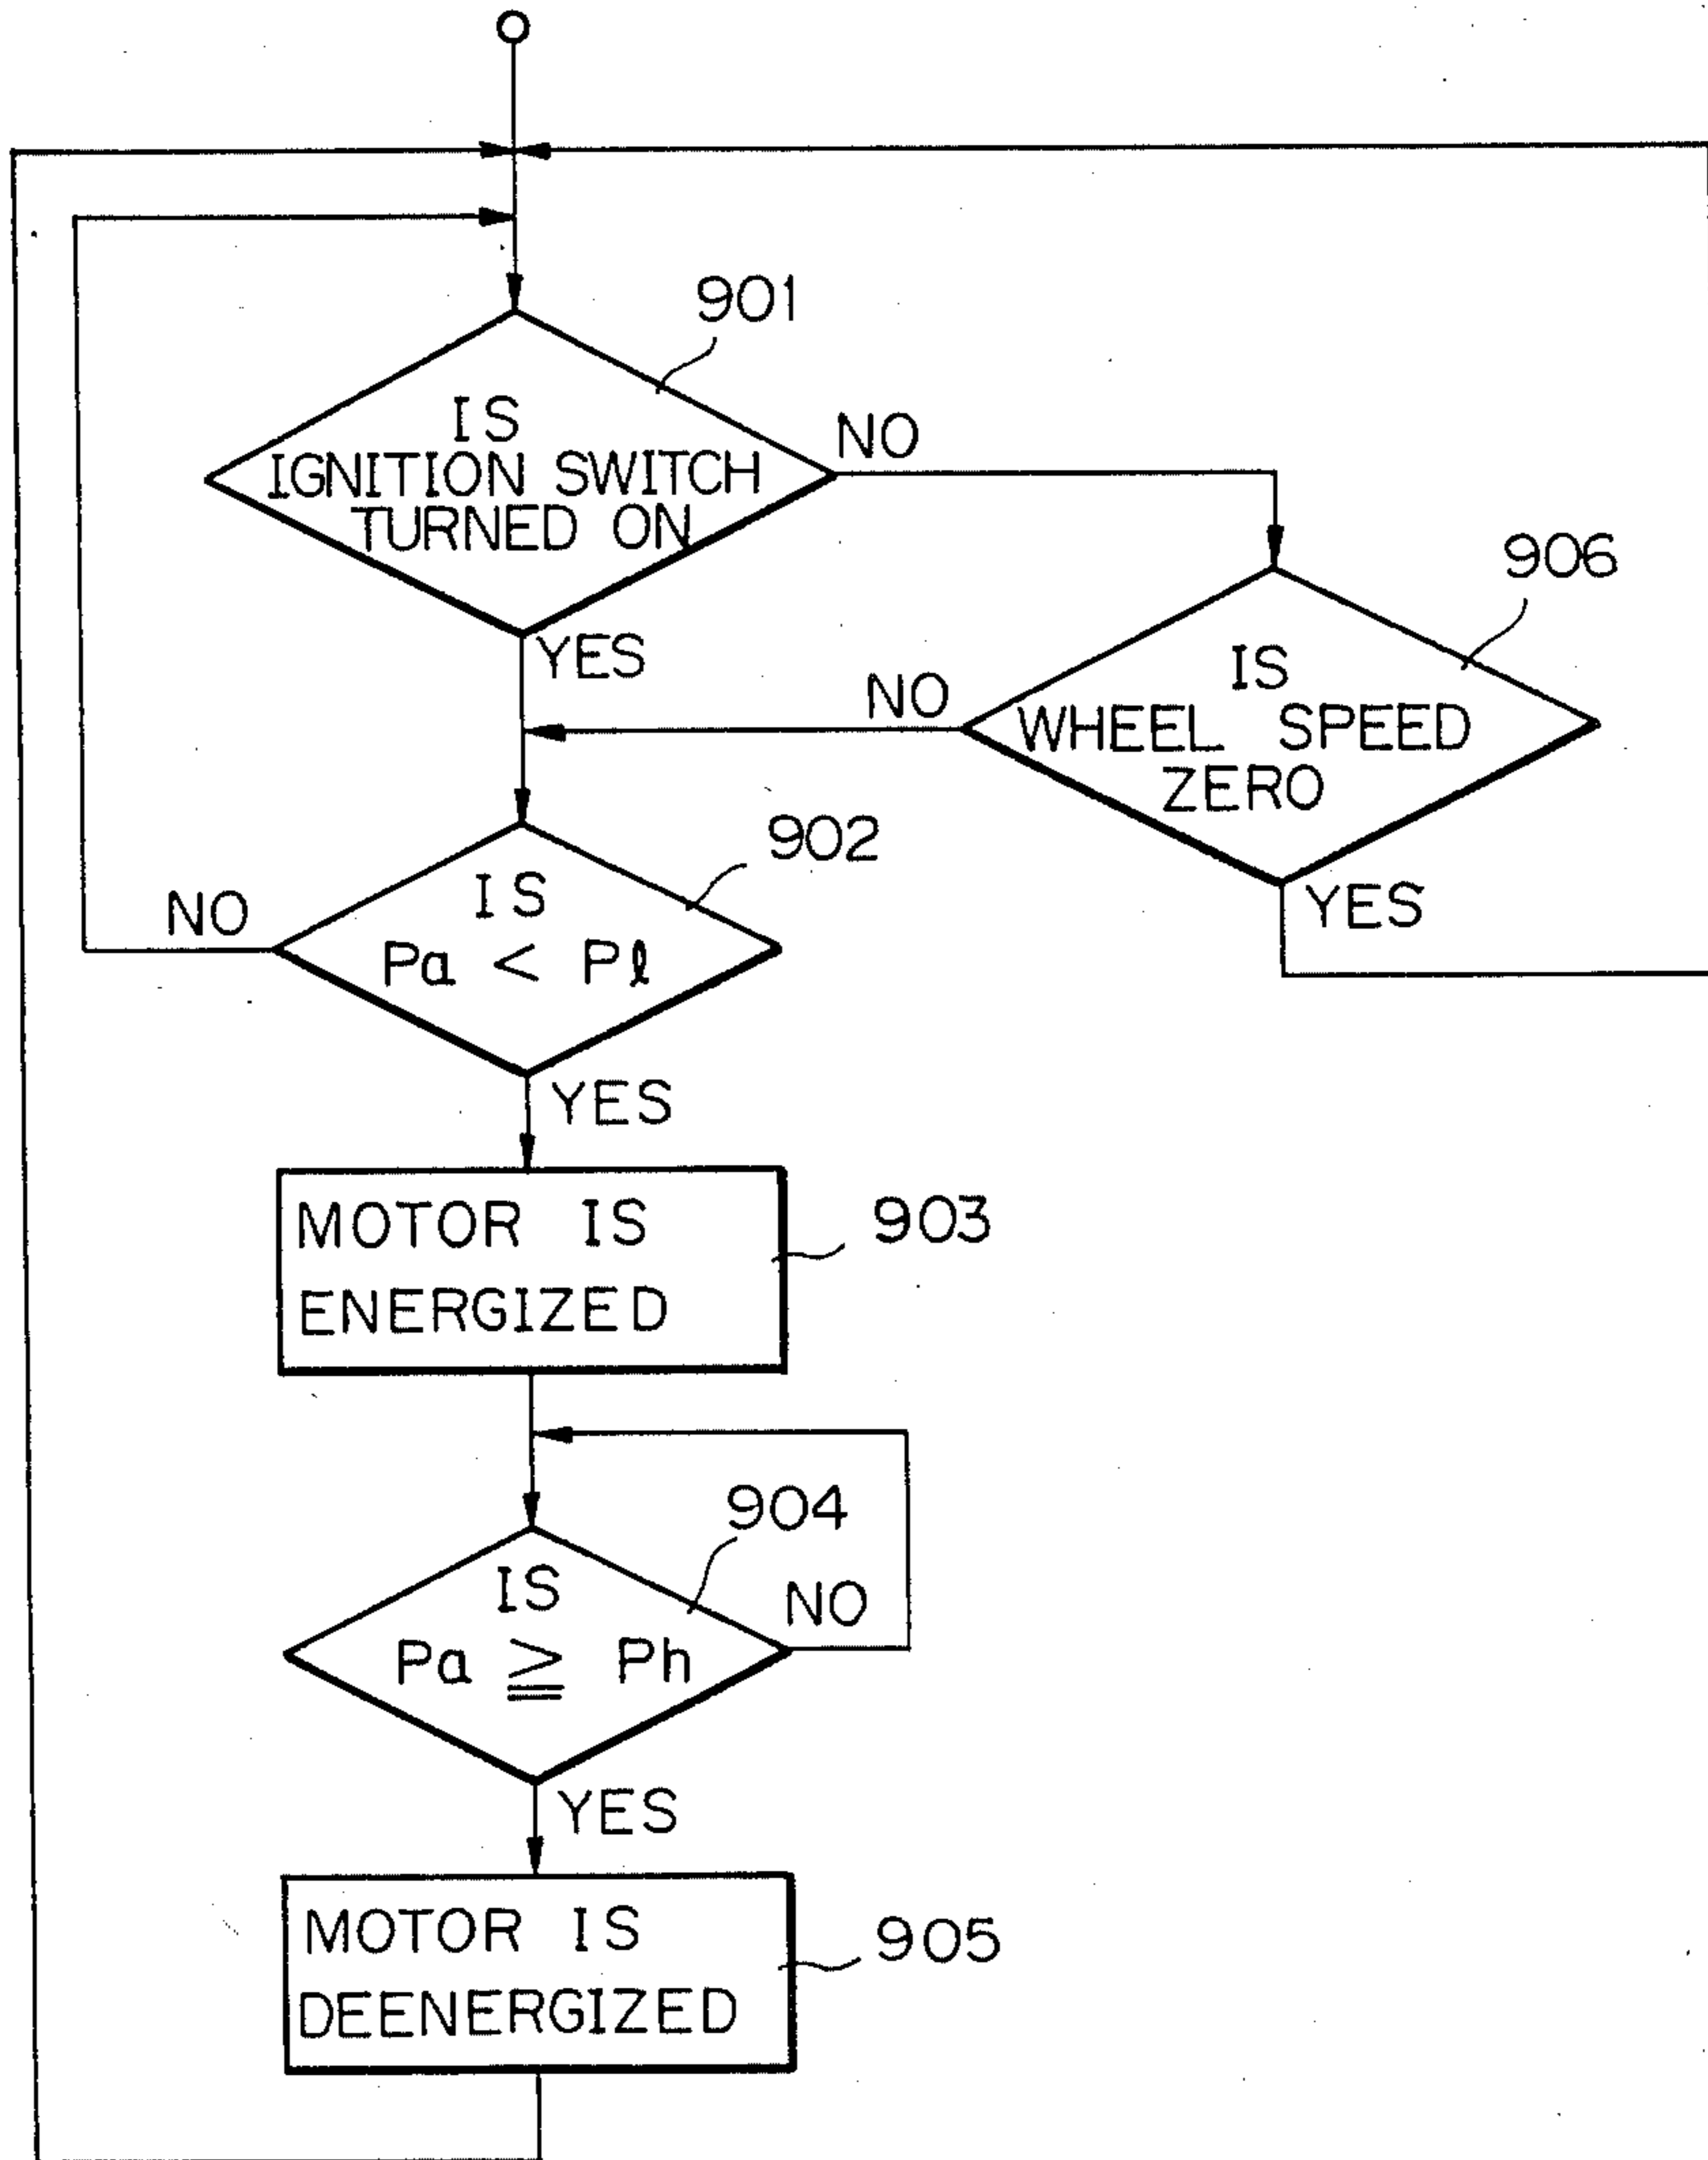 901
IS
IGNITION SWITCH
TURNED ON
NO
YES
906
IS
WHEEL SPEED
ZERO
NO
YES
902
IS
Pa < Pl
NO
YES
MOTOR IS
ENERGIZED
903
904
IS
Pa ≧ Ph
NO
YES
MOTOR IS
DEENERGIZED
905